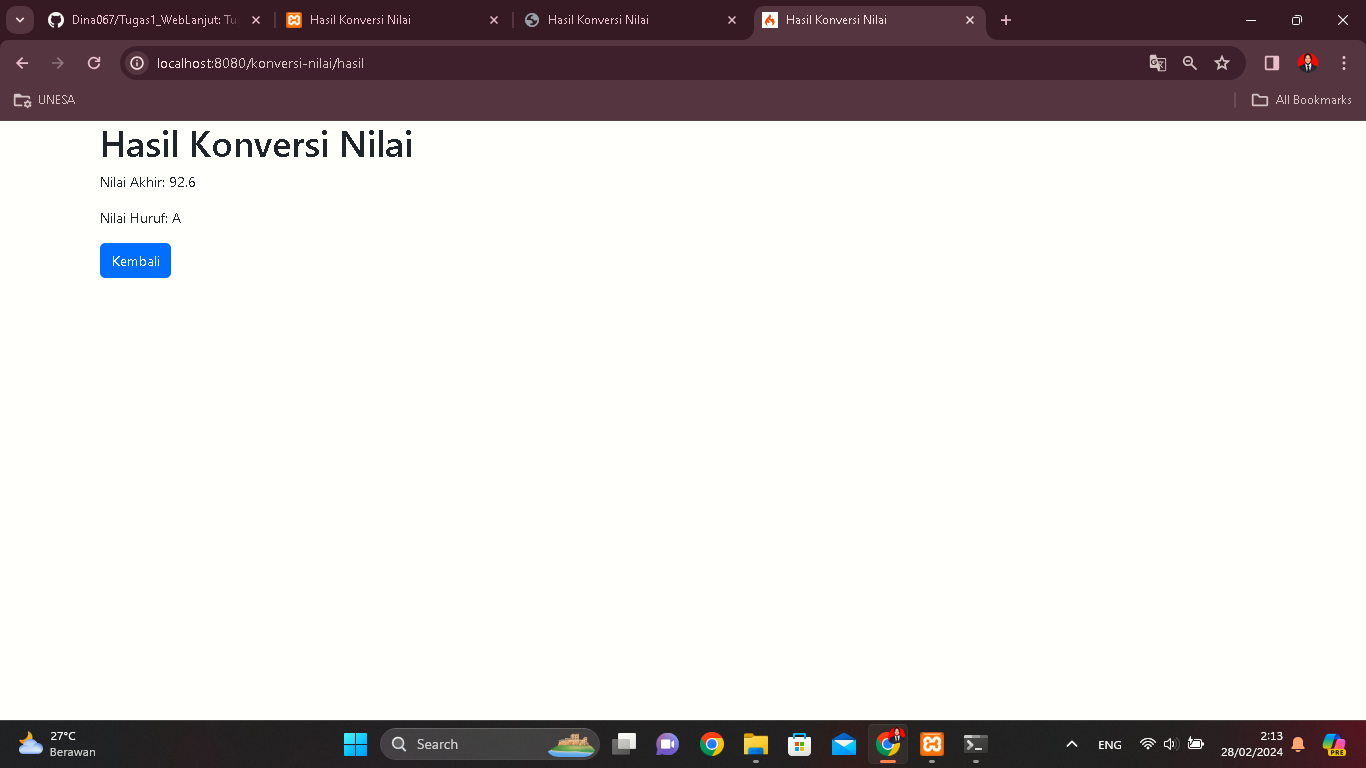 Dina067/Tugas1_WebLanjut: Tu
Hasil Konversi Nilai
Hasil Konversi Nilai
Hasil Konversi Nilai
localhost:8080/konversi-nilai/hasil
UNESA
All Bookmarks
Hasil Konversi Nilai
Nilai Akhir: 92.6
Nilai Huruf: A
Kembali
27°C
Berawan
Search
ENG
2:13
28/02/2024
PRE